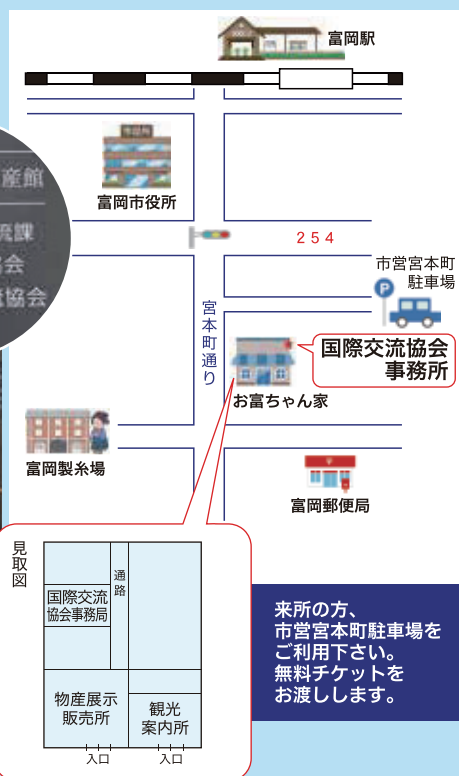 富岡駅
市役所
産館
富岡市役所
流課
協会
254
市営宮本町
駐車場
P
宮本町通り
国際交流協会
事務所
お富ちゃん家
富岡製糸場
富岡郵便局
見取図
通路
国際交流
協会事務局
物産展示
販売所
観光
案内所
入口
入口
来所の方、
市営宮本町駐車場を
ご利用下さい。
無料チケットを
お渡しします。